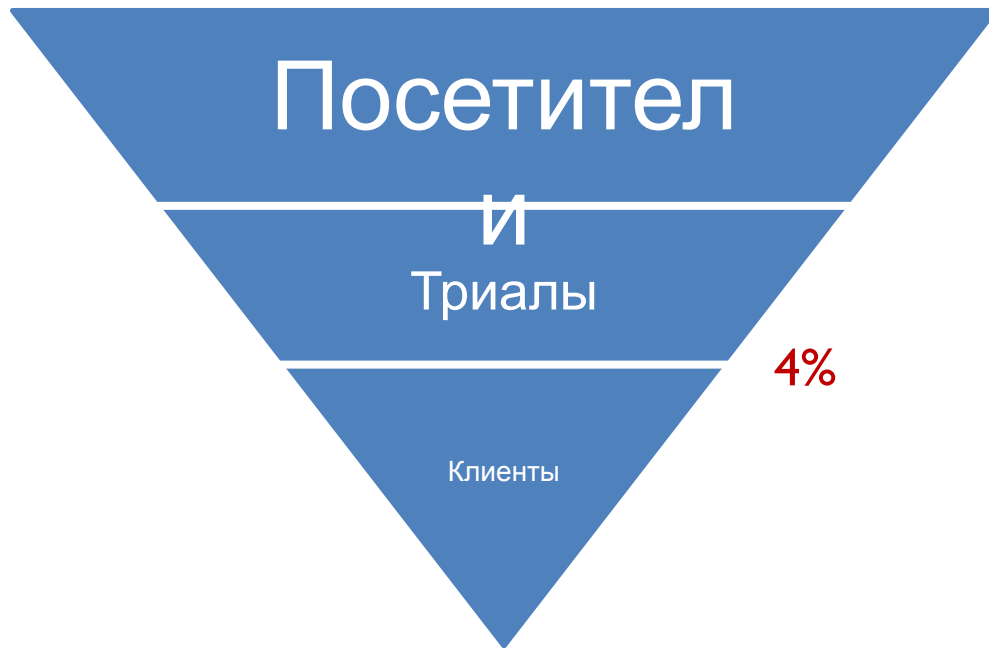 Посетител
и
Триалы
4%
Клиенты